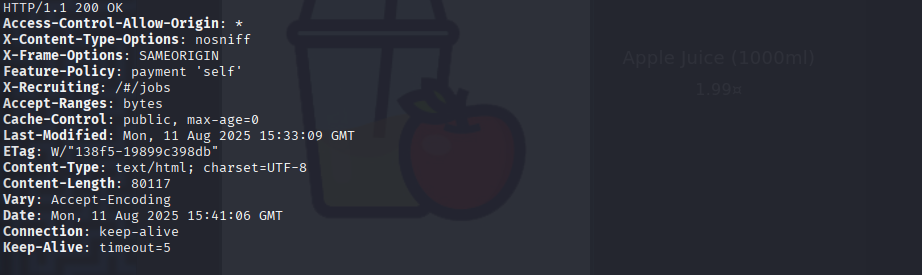 HTTP/1.1 200 OK
Access-Control-Allow-Origin: *
X-Content-Type-Options: nosniff
X-Frame-Options: SAMEORIGIN
Feature-Policy: payment 'self'
X-Recruiting: /#/jobs
Accept-Ranges: bytes
Cache-Control: public, max-age=0
Last-Modified: Mon, 11 Aug 2025 15:33:09 GMT
ETag: W/"138f5-19899c398db"
Content-Type: text/html; charset=UTF-8
Content-Length: 80117
Vary: Accept-Encoding
Date: Mon, 11 Aug 2025 15:41:06 GMT
Connection: keep-alive
Keep-Alive: timeout=5
Apple Juice (1000ml)
1.99¤